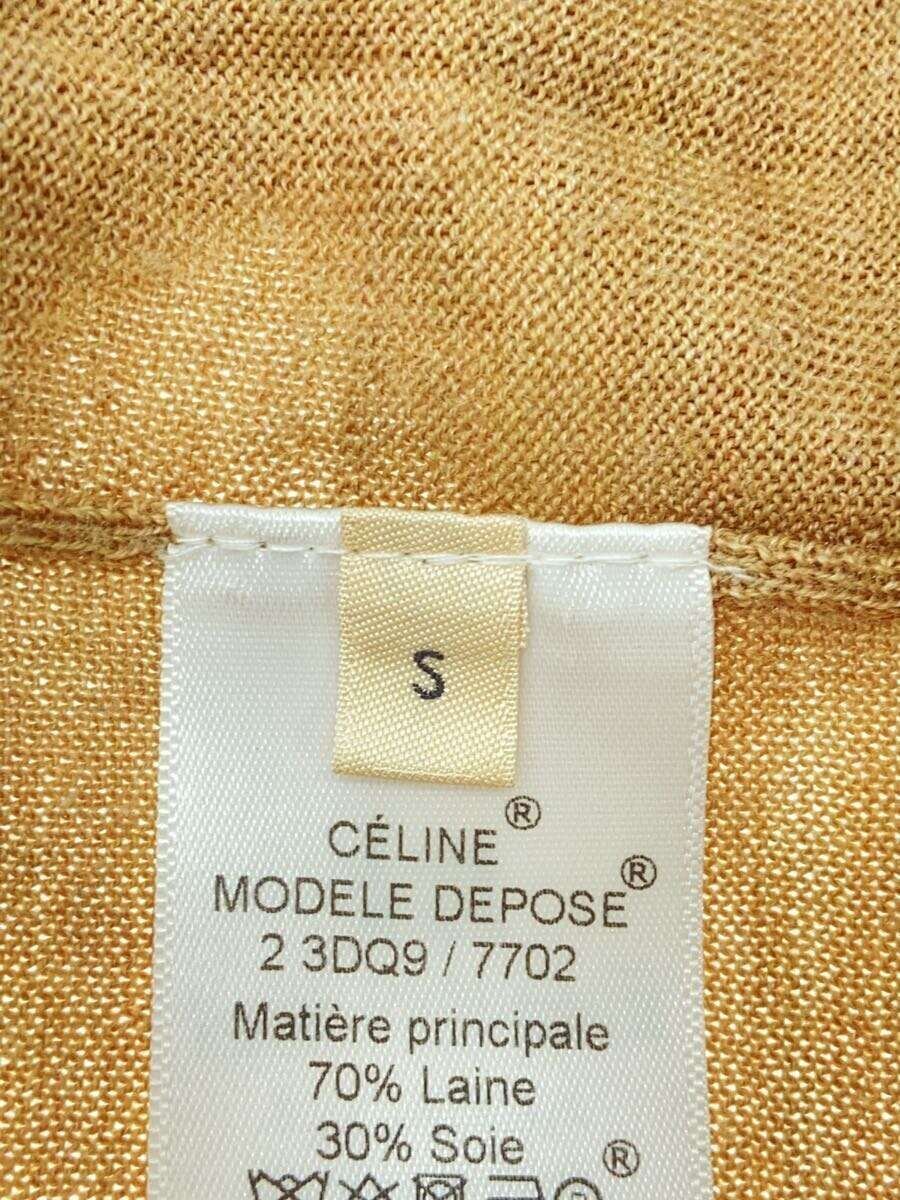 S
CÉLINE®
MODELE DEPOSE®
2 3DQ9 / 7702
Matière principale
70% Laine
30% Soie
®